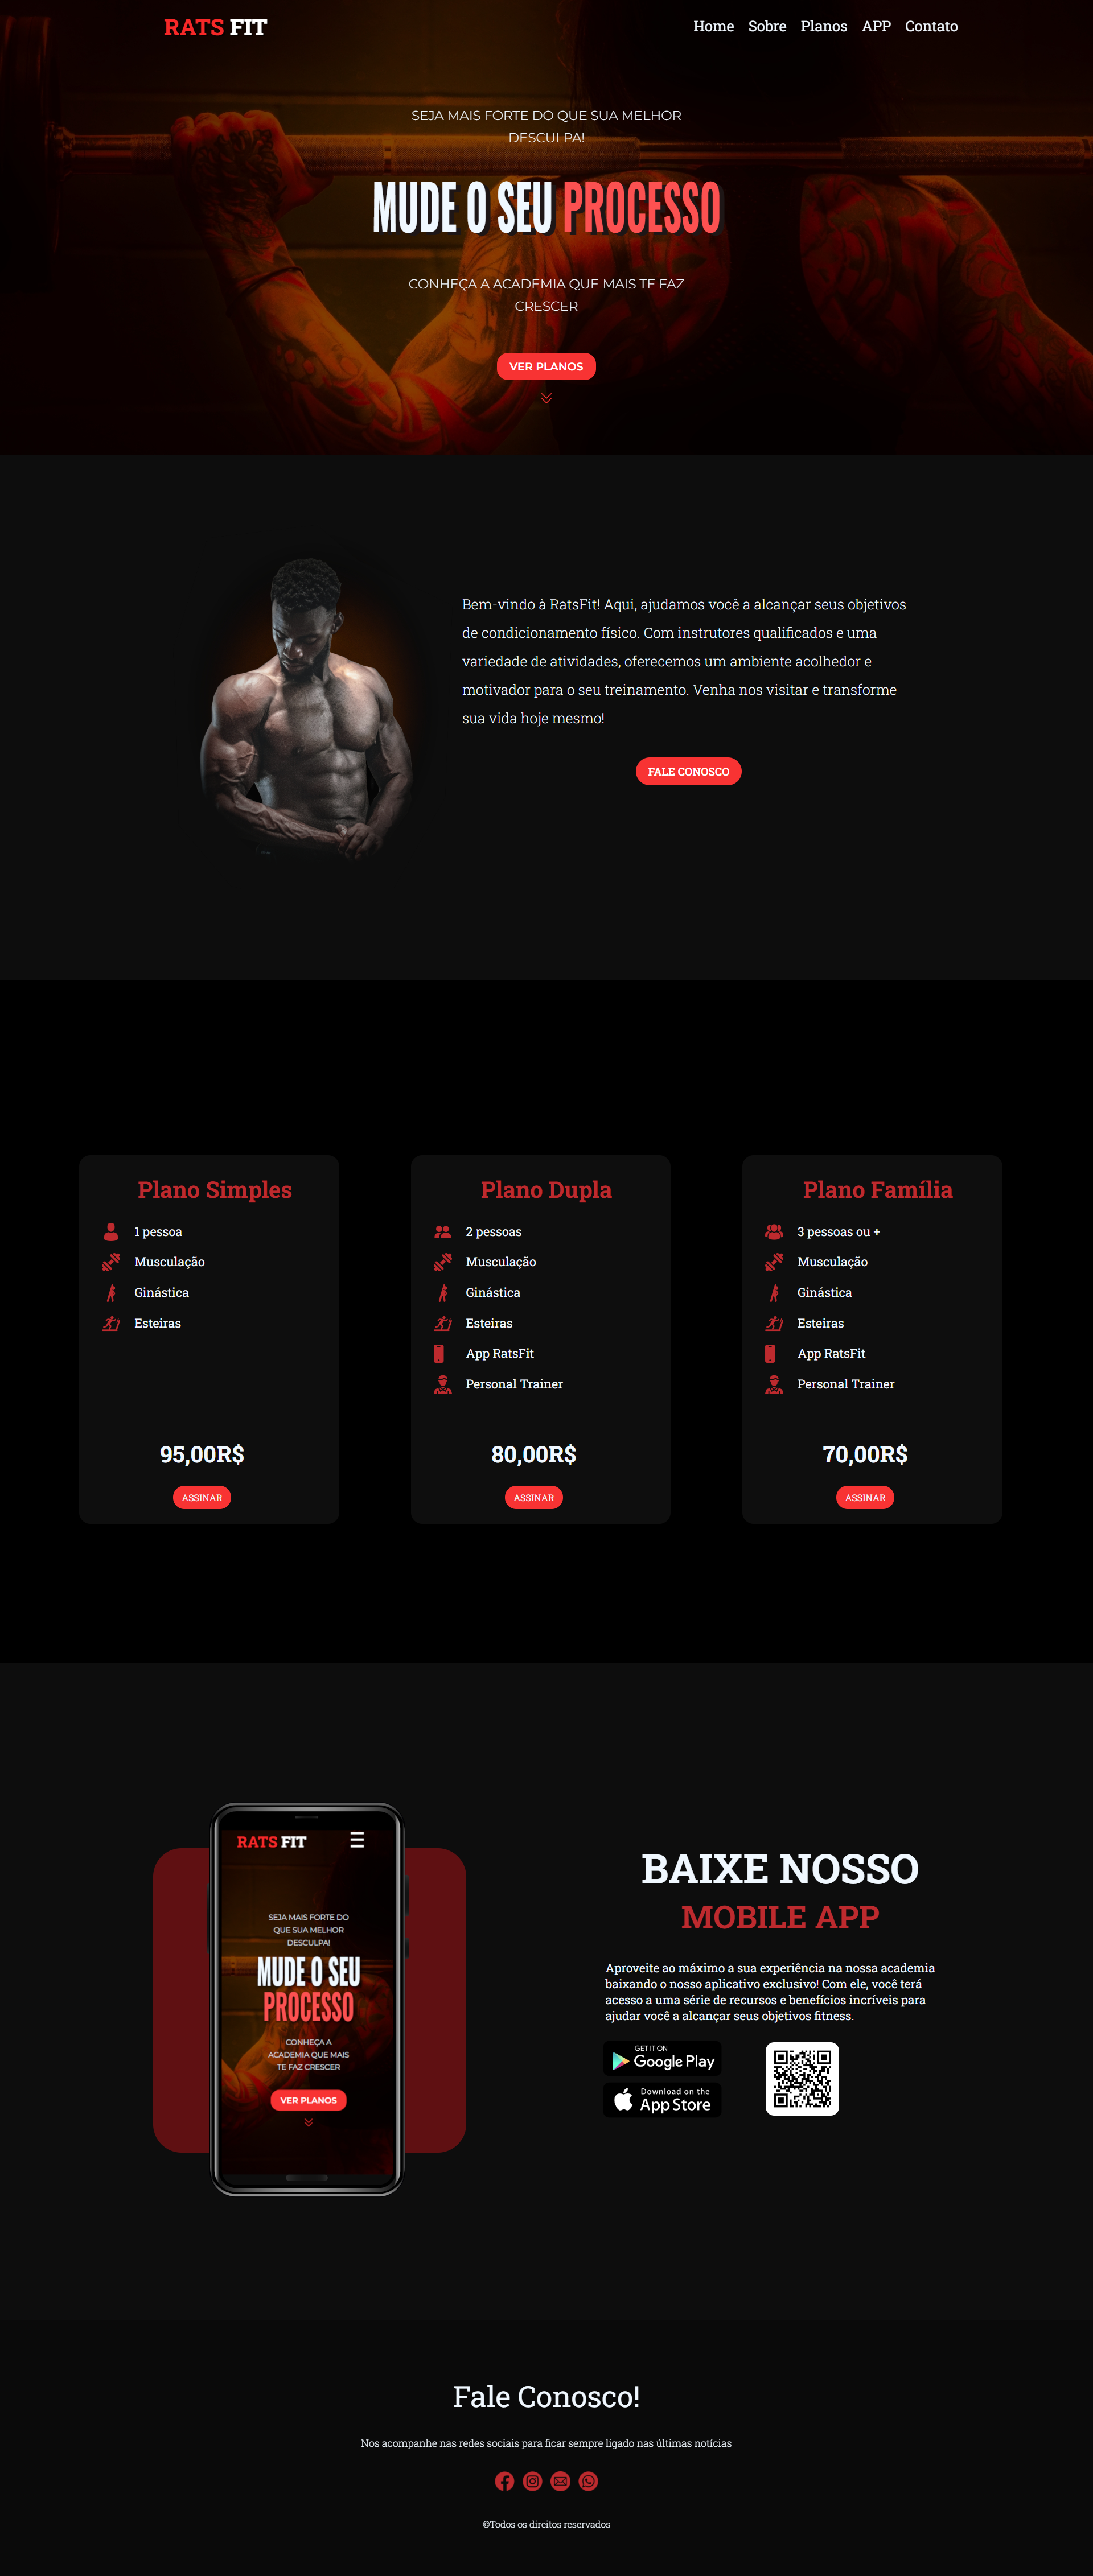 RATS FIT
Home Sobre Planos APP Contato
SEJA MAIS FORTE DO QUE SUA MELHOR
DESCULPA!
MUDE O SEU PROCESSO
CONHEÇA A ACADEMIA QUE MAIS TE FAZ
CRESCER
VER PLANOS
Bem-vindo à RatsFit! Aqui, ajudamos você a alcançar seus objetivos
de condicionamento físico. Com instrutores qualificados e uma
variedade de atividades, oferecemos um ambiente acolhedor e
motivador para o seu treinamento. Venha nos visitar e transforme
sua vida hoje mesmo!
FALE CONOSCO
Plano Simples
1 pessoa
Musculação
Ginástica
Esteiras
95,00R$
ASSINAR
Plano Dupla
2 pessoas
Musculação
Ginástica
Esteiras
App RatsFit
Personal Trainer
80,00R$
ASSINAR
Plano Família
3 pessoas ou +
Musculação
Ginástica
Esteiras
App RatsFit
Personal Trainer
70,00R$
ASSINAR
RATS FIT
SEJA MAIS FORTE DO
QUE SUA MELHOR
DESCULPA!
MUDE O SEU
PROCESSO
CONHEÇA A
ACADEMIA QUE MAIS
TE FAZ CRESCER
VER PLANOS
BAIXE NOSSO
MOBILE APP
Aproveite ao máximo a sua experiência na nossa academia
baixando o nosso aplicativo exclusivo! Com ele, você terá
acesso a uma série de recursos e benefícios incríveis para
ajudar você a alcançar seus objetivos fitness.
GET IT ON
Google Play
Download on the
App Store
Fale Conosco!
Nos acompanhe nas redes sociais para ficar sempre ligado nas últimas notícias
©Todos os direitos reservados